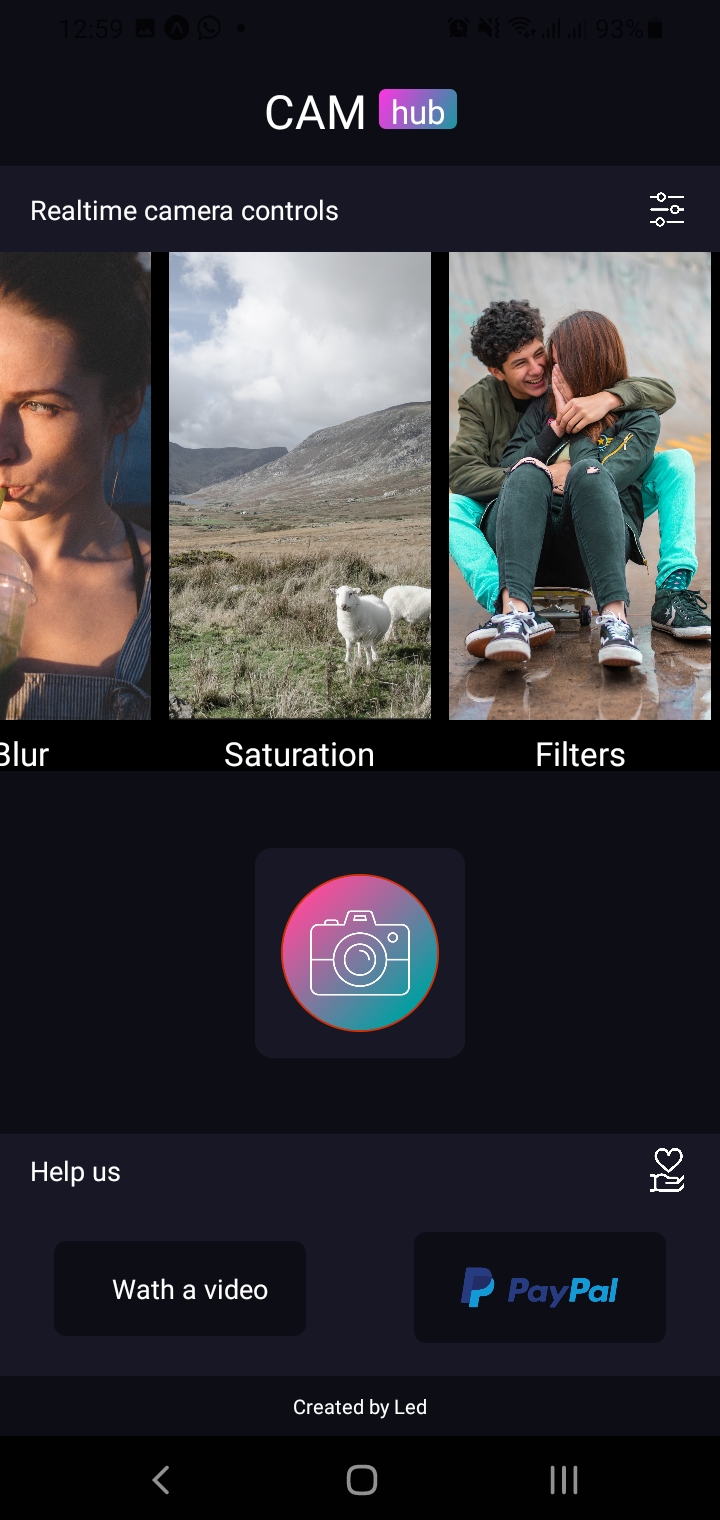 12:59 93%
CAM hub
Realtime camera controls
Blur Saturation Filters
Help us
Wath a video PayPal
Created by Led